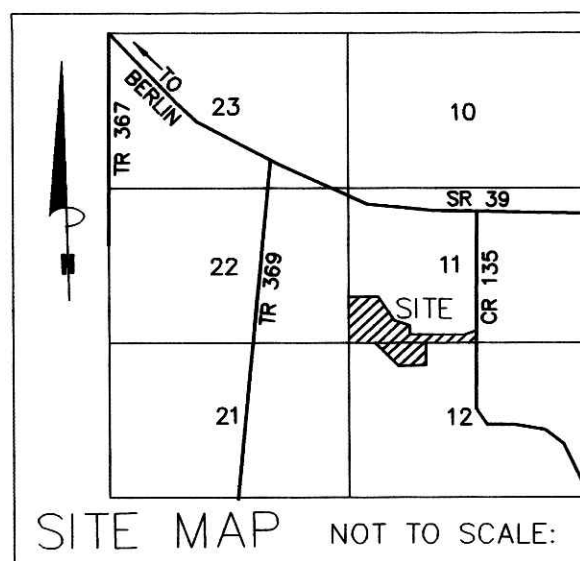 TO
BERLIN
23
10
TR 367
SR 39
22
TR 369
11
CR 135
SITE
N
21
12
SITE MAP NOT TO SCALE: